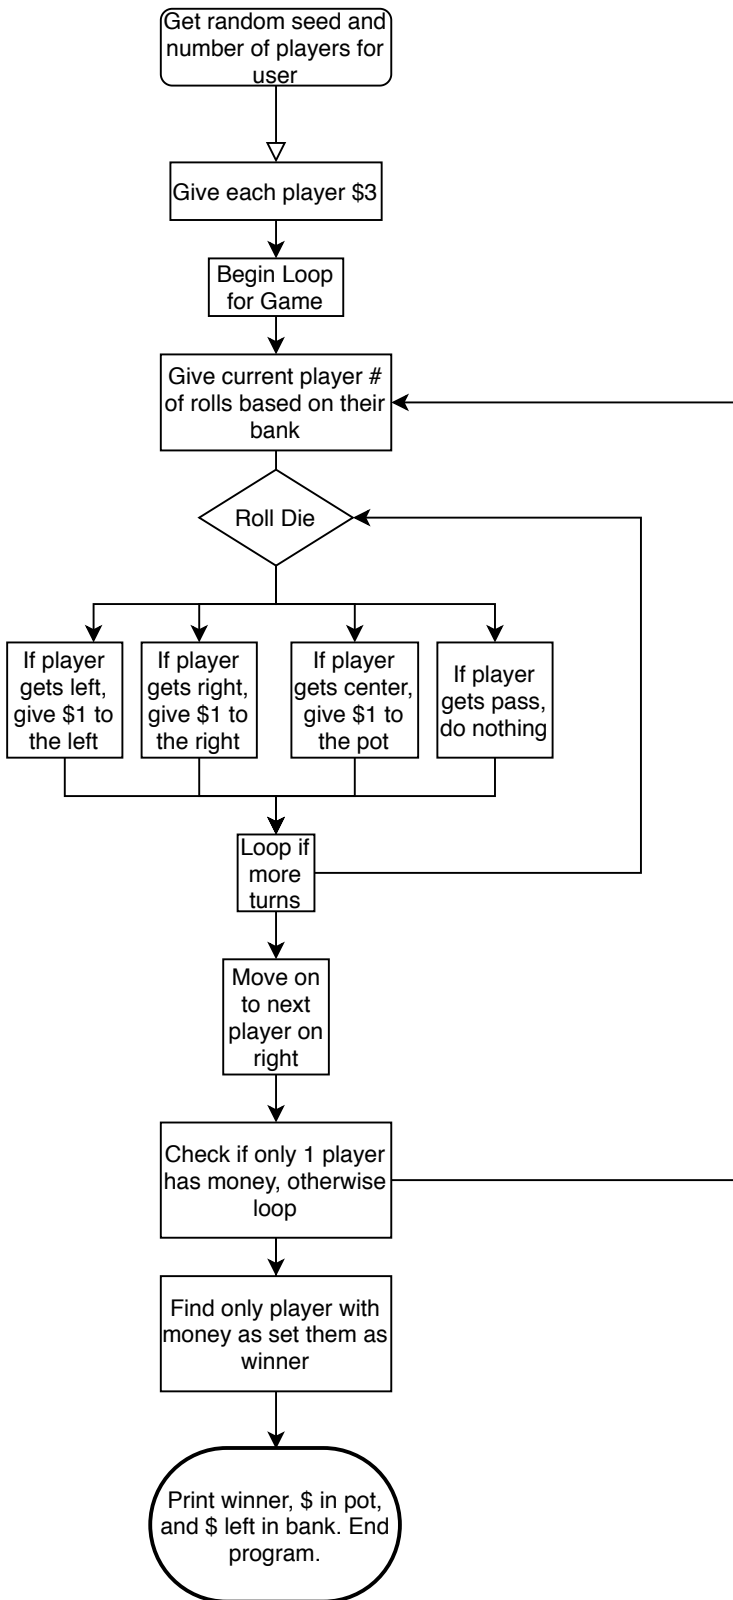 Get random seed and
number of players for
user
Give each player $3
Begin Loop
for Game
Give current player #
of rolls based on their
bank
Roll Die
If player
gets left,
give $1 to
the left
If player
gets right,
give $1 to
the right
If player
gets center,
give $1 to
the pot
If player
gets pass,
do nothing
Loop if
more
turns
Move on
to next
player on
right
Check if only 1 player
has money, otherwise
loop
Find only player with
money as set them as
winner
Print winner, $ in pot,
and $ left in bank. End
program.